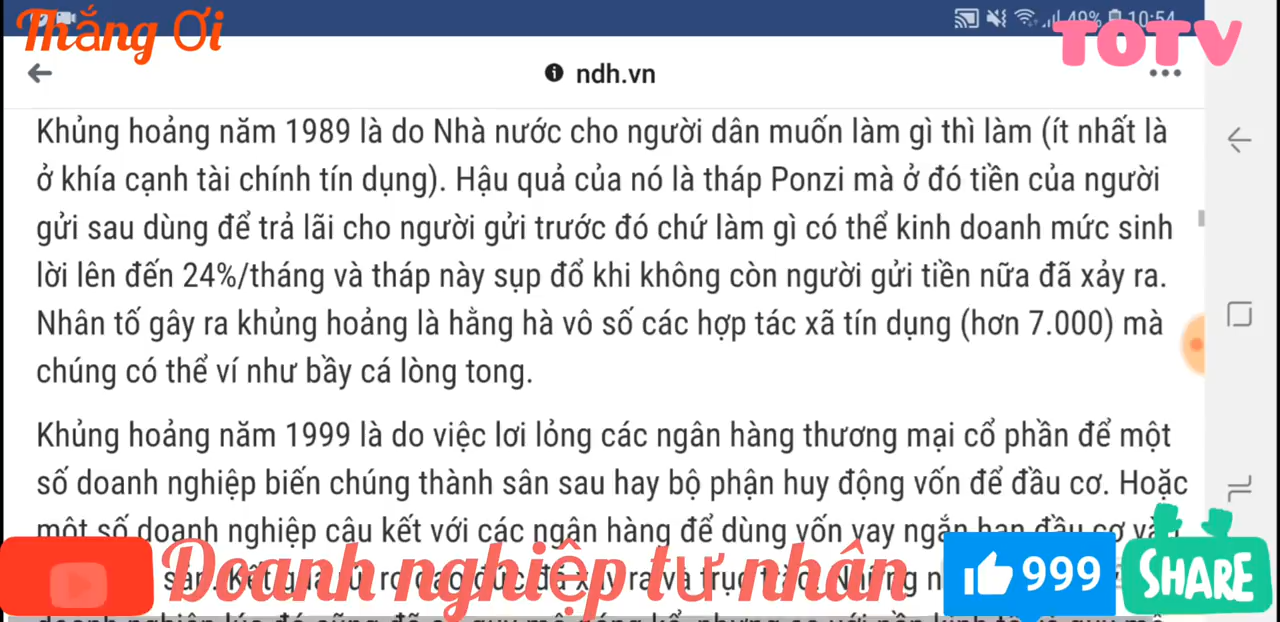 Thắng Ơi
49% 10:54
TOTV
ndh.vn
Khủng hoảng năm 1989 là do Nhà nước cho người dân muốn làm gì thì làm (ít nhất là
ở khía cạnh tài chính tín dụng). Hậu quả của nó là tháp Ponzi mà ở đó tiền của người
gửi sau dùng để trả lãi cho người gửi trước đó chứ làm gì có thể kinh doanh mức sinh
lời lên đến 24%/tháng và tháp này sụp đổ khi không còn người gửi tiền nữa đã xảy ra.
Nhân tố gây ra khủng hoảng là hằng hà vô số các hợp tác xã tín dụng (hơn 7.000) mà
chúng có thể ví như bầy cá lòng tong.
Khủng hoảng năm 1999 là do việc lơi lỏng các ngân hàng thương mại cổ phần để một
số doanh nghiệp biến chúng thành sân sau hay bộ phận huy động vốn để đầu cơ. Hoặc
một số doanh nghiệp câu kết với các ngân hàng để dùng vốn vay ngắn hạn đầu cơ
Doanh nghiệp tư nhân
999
SHARE